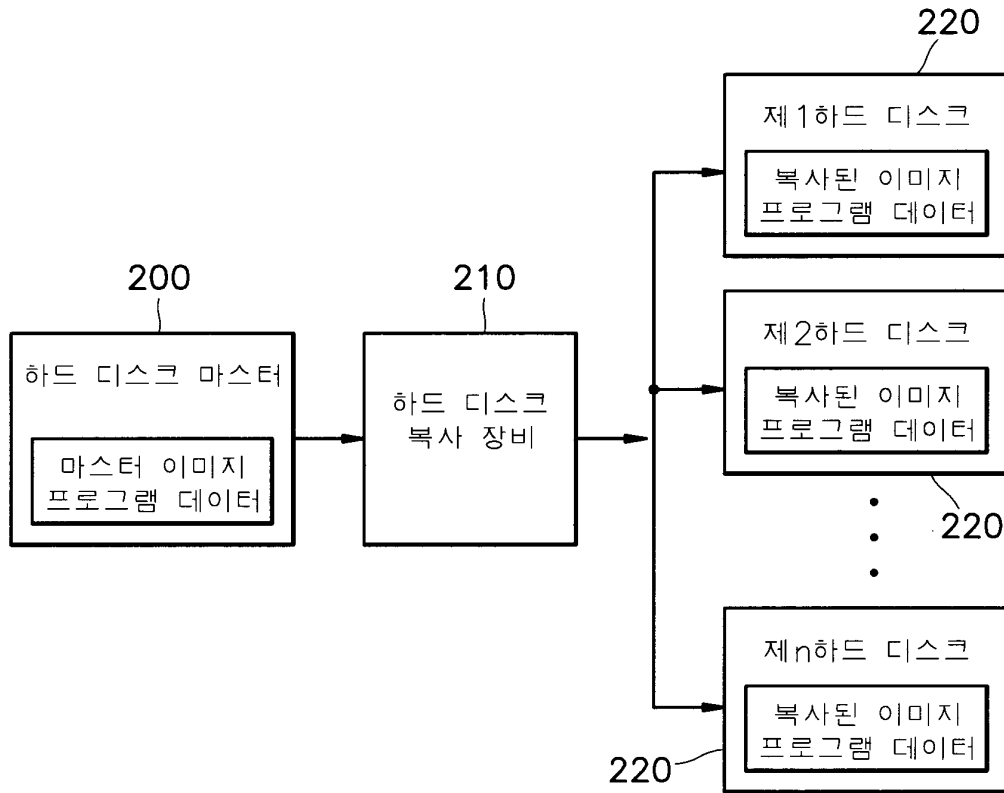 200
하드 디스크 마스터
마스터 이미지
프로그램 데이터
210
하드 디스크
복사 장비
220
제1하드 디스크
복사된 이미지
프로그램 데이터
제2하드 디스크
복사된 이미지
프로그램 데이터
220
제n하드 디스크
복사된 이미지
프로그램 데이터
220